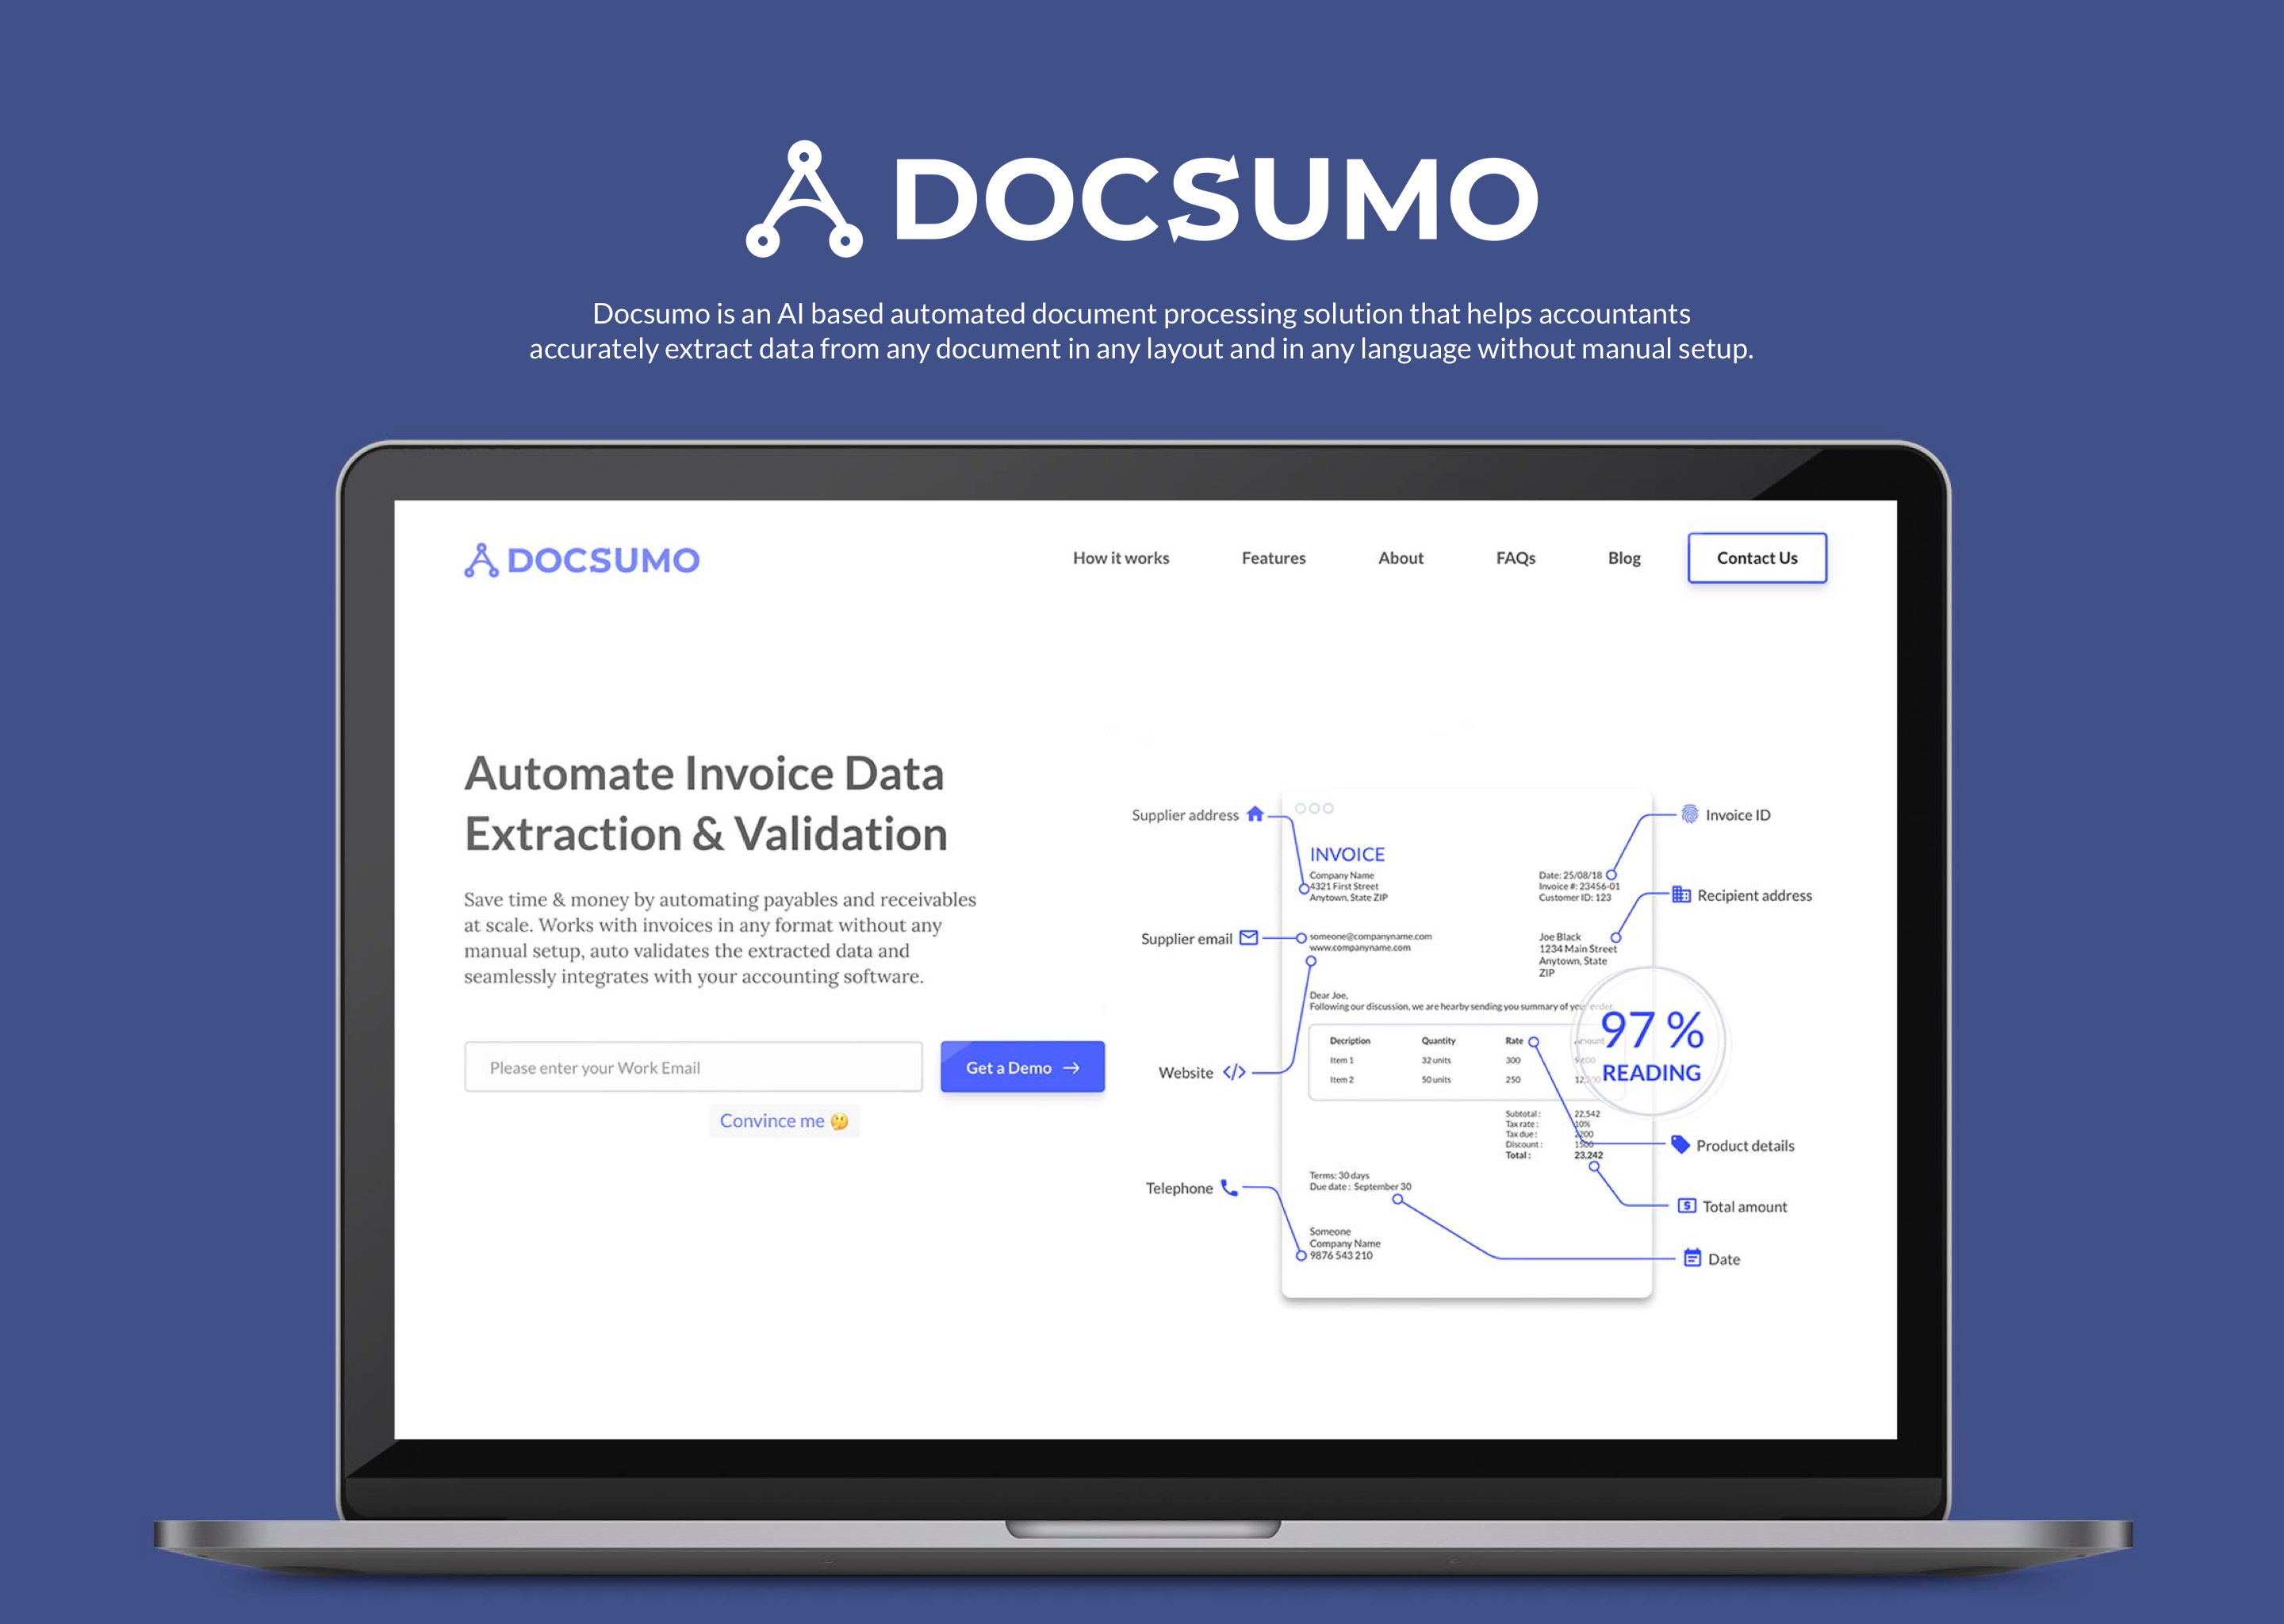 DOCSUMO
Docsumo is an AI based automated document processing solution that helps accountants
accurately extract data from any document in any layout and in any language without manual setup.
DOCSUMO
How it works
Features
About
FAQs
Blog
Contact Us
Automate Invoice Data
Extraction & Validation
Save time & money by automating payables and receivables
at scale. Works with invoices in any format without any
manual setup, auto validates the extracted data and
seamlessly integrates with your accounting software.
Please enter your Work Email
Get a Demo →
Convince me 🤔
Supplier address
Supplier email
Website </>
Telephone
INVOICE
Company Name
4321 First Street
Anytown, State ZIP
Date: 25/08/18
Invoice #: 23456-01
Customer ID: 123
someone@companyname.com
www.companyname.com
Joe Black
1234 Main Street
Anytown, State
ZIP
Dear Joe,
Following our discussion, we are hearby sending you summary of your order
Decription Quantity Rate Amount
Item 1 32 units 300
Item 2 50 units 250
97 %
READING
Subtotal : 22,542
Tax rate : 10%
Tax due : 2200
Discount : 1500
Total : 23,242
Terms: 30 days
Due date : September 30
Someone
Company Name
9876 543 210
Invoice ID
Recipient address
Product details
Total amount
Date